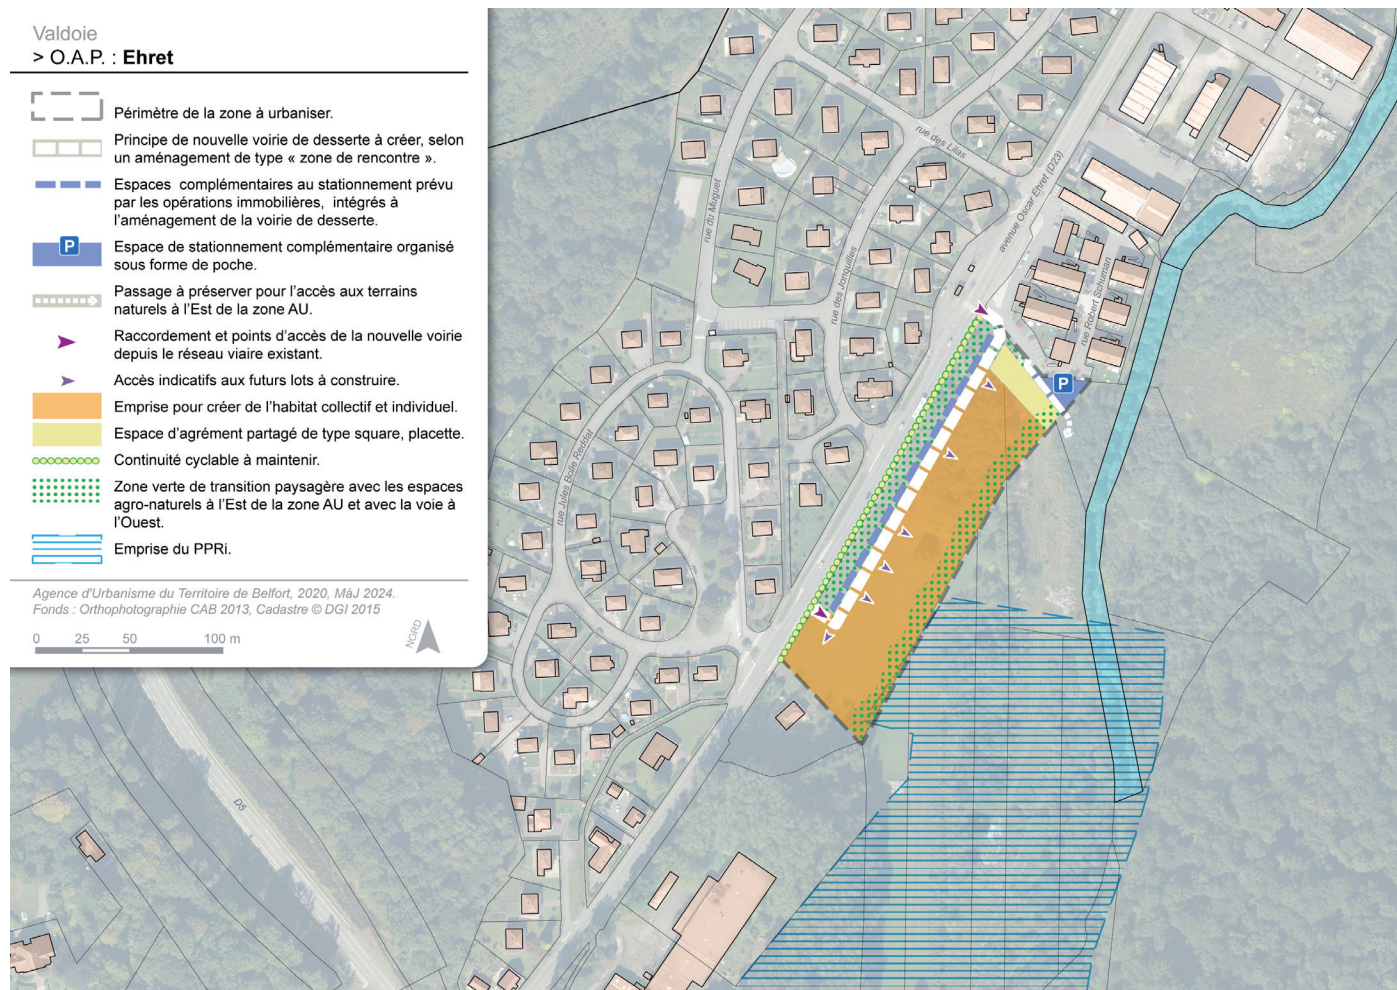 Valdoie
> O.A.P. : Ehret
Périmètre de la zone à urbaniser.
Principe de nouvelle voirie de desserte à créer, selon
un aménagement de type « zone de rencontre ».
Espaces complémentaires au stationnement prévu
par les opérations immobilières, intégrés à
l'aménagement de la voirie de desserte.
P
Espace de stationnement complémentaire organisé
sous forme de poche.
Passage à préserver pour l'accès aux terrains
naturels à l'Est de la zone AU.
Raccordement et points d'accès de la nouvelle voirie
depuis le réseau viaire existant.
Accès indicatifs aux futurs lots à construire.
Emprise pour créer de l'habitat collectif et individuel.
Espace d'agrément partagé de type square, placette.
Continuité cyclable à maintenir.
Zone verte de transition paysagère avec les espaces
agro-naturels à l'Est de la zone AU et avec la voie à
l'Ouest.
Emprise du PPRi.
Agence d'Urbanisme du Territoire de Belfort, 2020, MàJ 2024.
Fonds : Orthophotographie CAB 2013, Cadastre © DGI 2015
0 25 50 100 m
NORD
rue des Lilas
avenue Oscar Ehret (D23)
rue du Muguet
rue des Jonquilles
rue Robert Schuman
P
rue Jules Bolle Reddat
D5